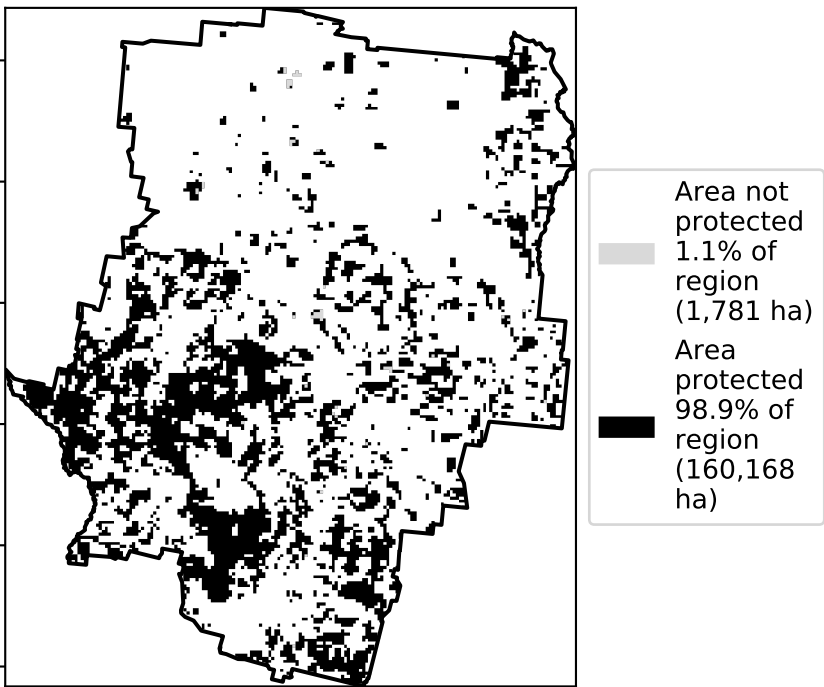 Area not
protected
1.1% of
region
(1,781 ha)
Area
protected
98.9% of
region
(160,168
ha)